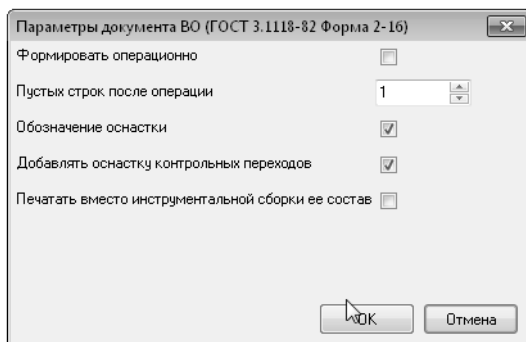 Параметры документа ВО (ГОСТ 3.1118-82 Форма 2-1б)
Формировать операционно
Пустых строк после операции 1
Обозначение оснастки
Добавлять оснастку контрольных переходов
Печатать вместо инструментальной сборки ее состав
ОК Отмена